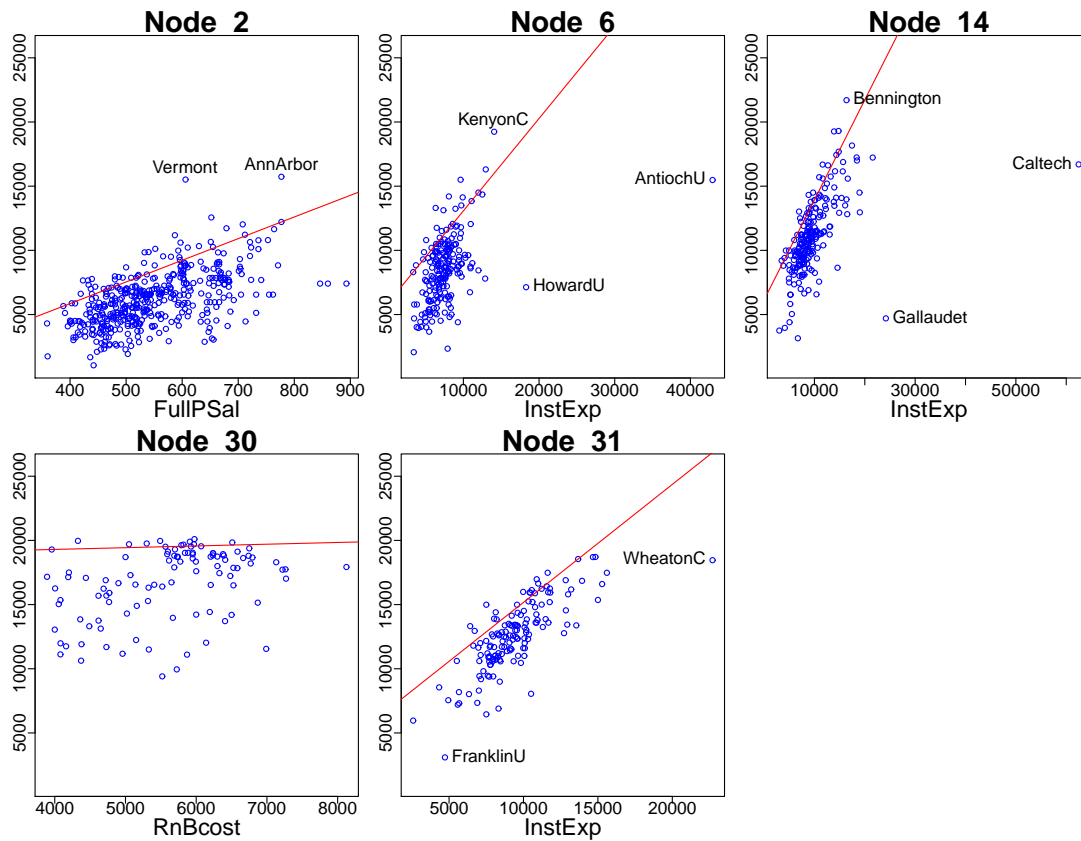 Node 2
Node 6
Node 14
25000
20000
15000
10000
5000
Vermont
AnnArbor
400 500 600 700 800 900
FullPSal
25000
20000
15000
10000
5000
KenyonC
AntiochU
HowardU
10000 20000 30000 40000
InstExp
25000
20000
15000
10000
5000
Bennington
Caltech
Gallaudet
10000 30000 50000
InstExp
Node 30
Node 31
25000
20000
15000
10000
5000
4000 5000 6000 7000 8000
RnBcost
25000
20000
15000
10000
5000
WheatonC
FranklinU
5000 10000 15000 20000
InstExp